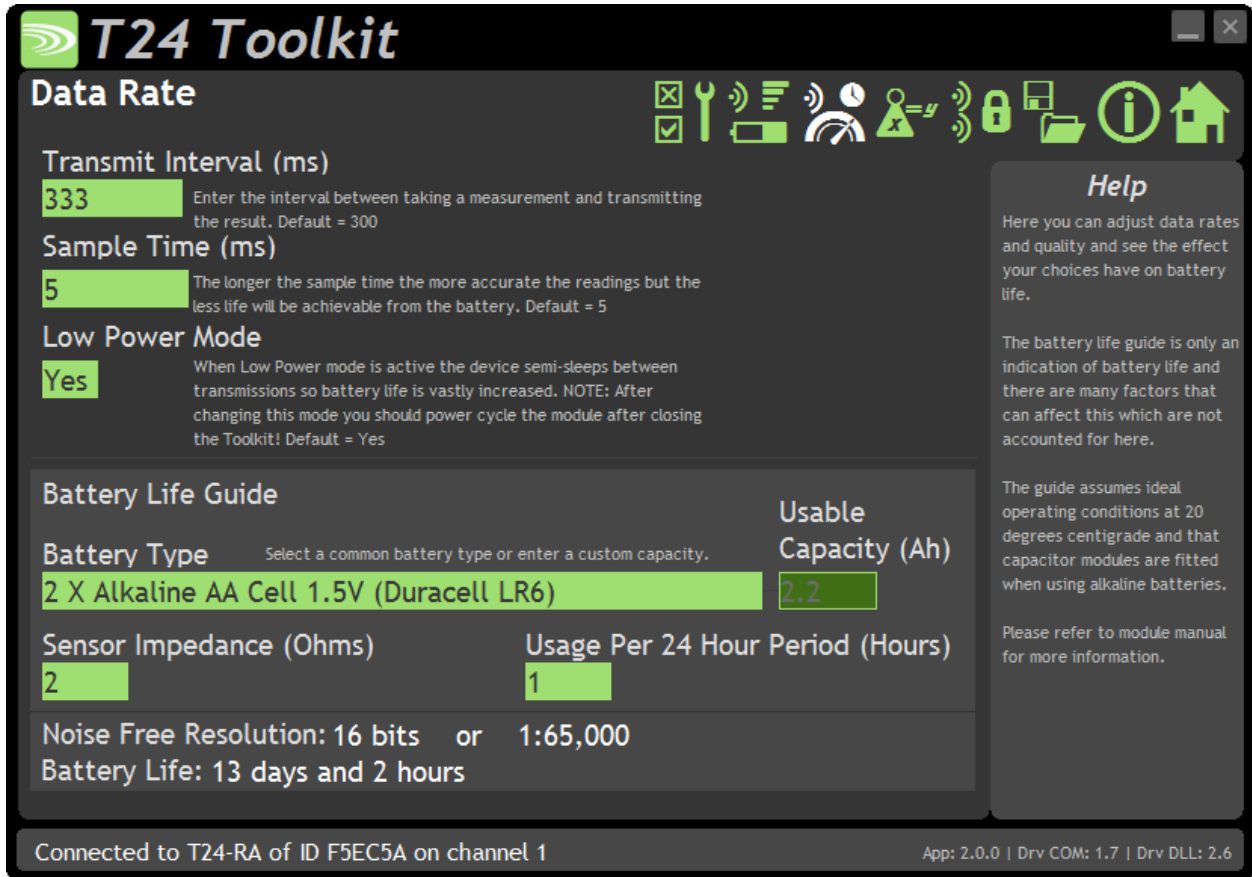 T24 Toolkit
Data Rate
x=y
Transmit Interval (ms)
333
Enter the interval between taking a measurement and transmitting
the result. Default = 300
Sample Time (ms)
5
The longer the sample time the more accurate the readings but the
less life will be achievable from the battery. Default = 5
Low Power Mode
Yes
When Low Power mode is active the device semi-sleeps between
transmissions so battery life is vastly increased. NOTE: After
changing this mode you should power cycle the module after closing
the Toolkit! Default = Yes
Battery Life Guide
Usable
Capacity (Ah)
Battery Type
Select a common battery type or enter a custom capacity.
2 X Alkaline AA Cell 1.5V (Duracell LR6)
2.2
Sensor Impedance (Ohms)
Usage Per 24 Hour Period (Hours)
2
1
Noise Free Resolution: 16 bits or 1:65,000
Battery Life: 13 days and 2 hours
Help
Here you can adjust data rates
and quality and see the effect
your choices have on battery
life.
The battery life guide is only an
indication of battery life and
there are many factors that
can affect this which are not
accounted for here.
The guide assumes ideal
operating conditions at 20
degrees centigrade and that
capacitor modules are fitted
when using alkaline batteries.
Please refer to module manual
for more information.
Connected to T24-RA of ID F5EC5A on channel 1
App: 2.0.0 | Drv COM: 1.7 | Drv DLL: 2.6